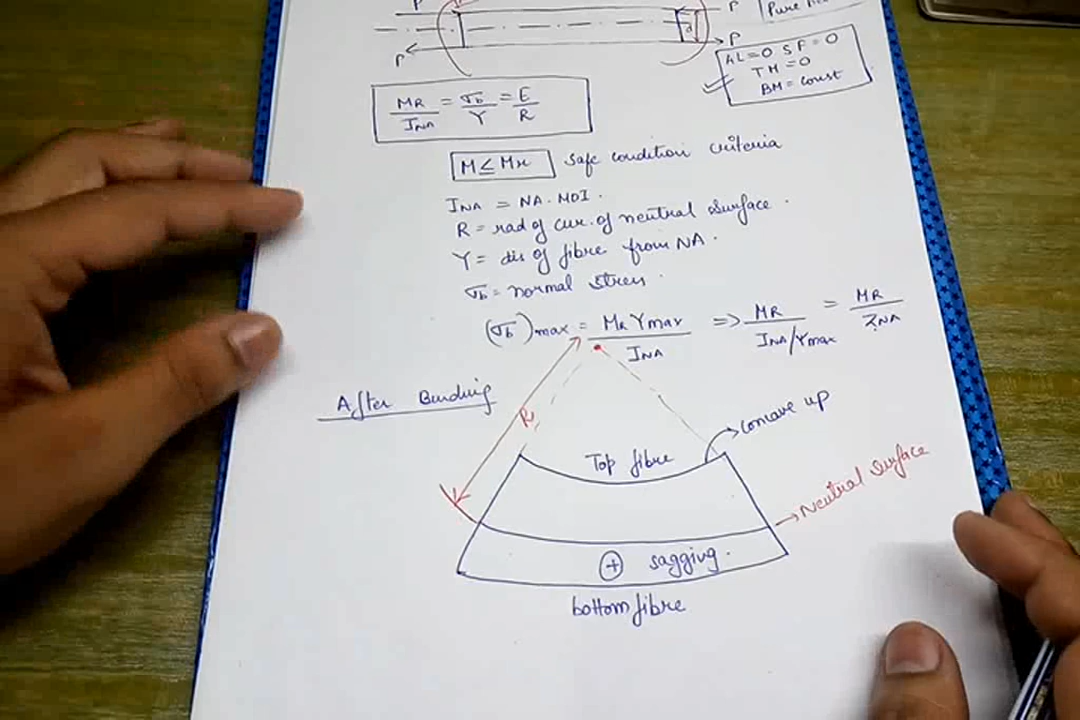 P
P
P
P
AL=0 SF=0
TM=0
BM=const
MR/INA = σb/Y = E/R
M≤Mr safe condition criteria
INA = NA.MOI.
R = rad of cur. of neutral surface.
Y = dis of fibre from NA.
σb = normal stress.
(σb)max = MR Ymax/INA => MR/INA/Ymax = MR/ZNA
After Bending
R
Concave up
Top fibre
Neutral surface
+ sagging.
bottom fibre